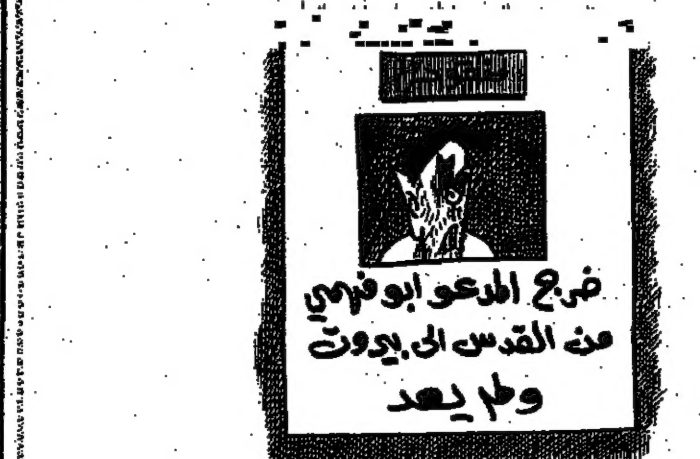 خرج المدعو ابو فهمي
من القدس الى بيروت
ولم يعد